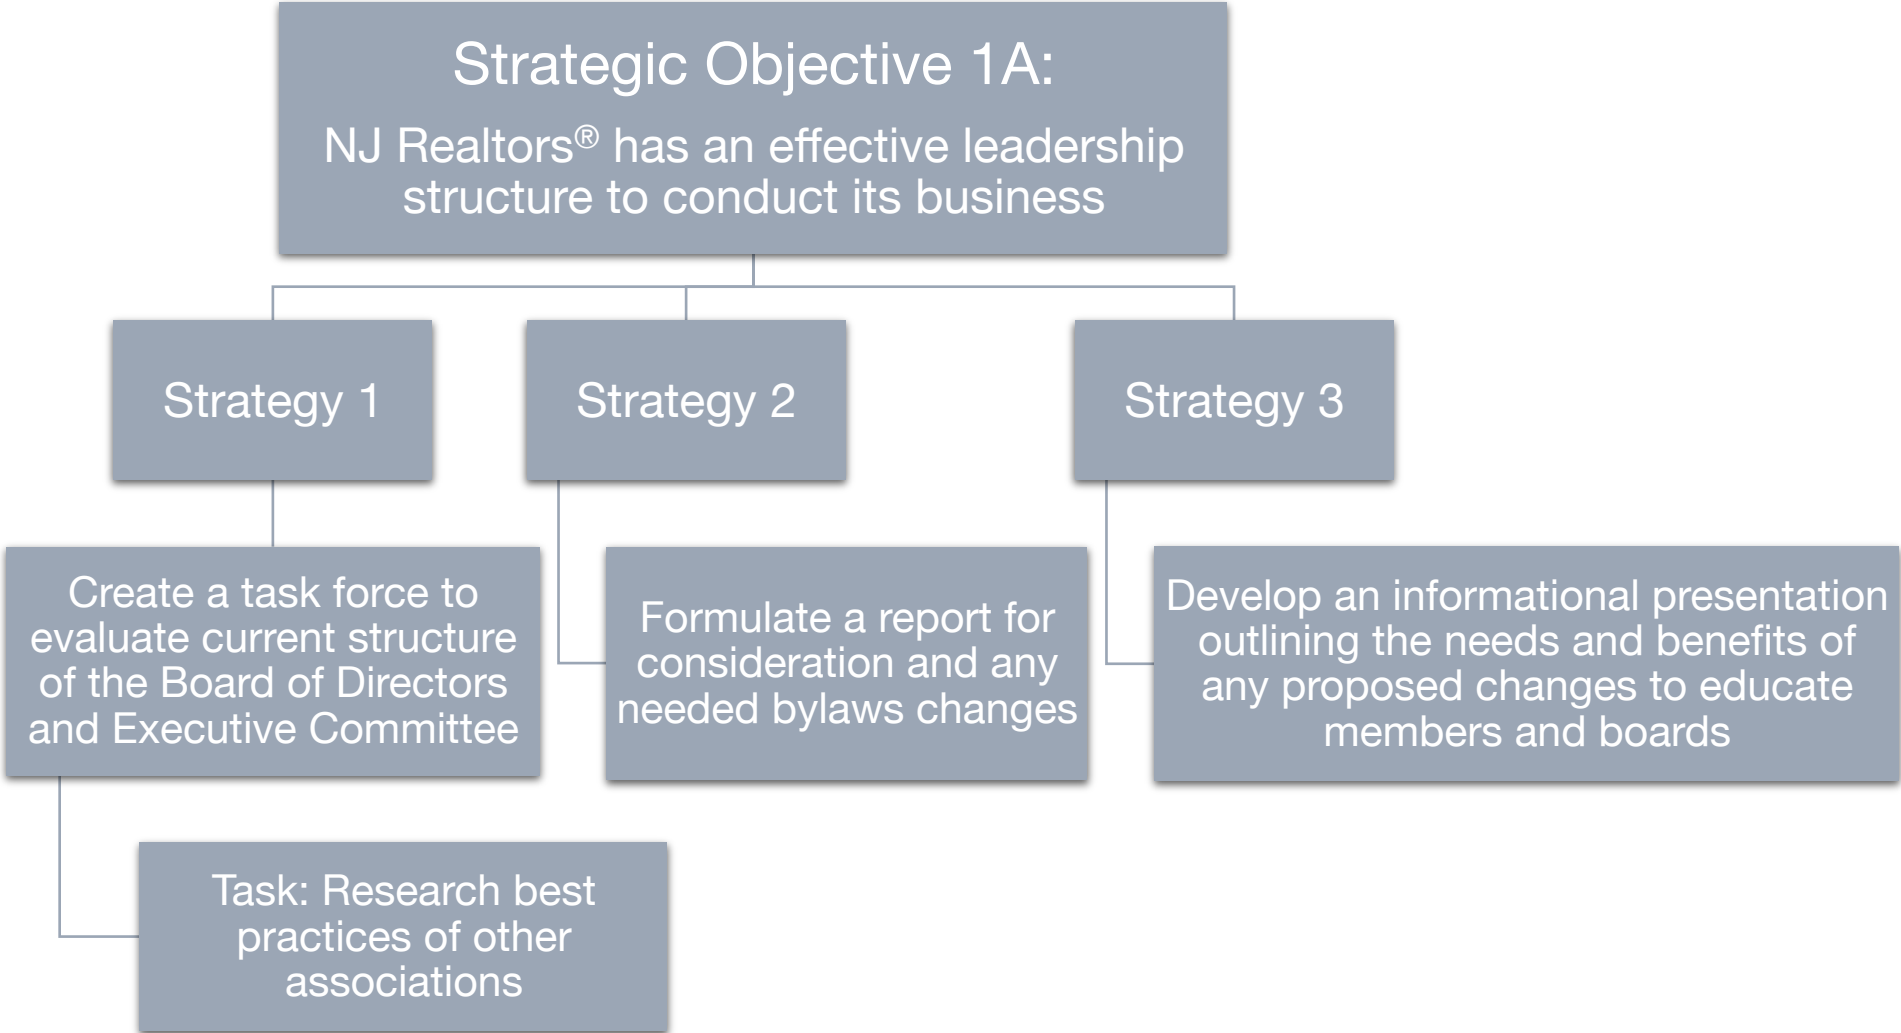 Strategic Objective 1A:
NJ Realtors® has an effective leadership
structure to conduct its business
Strategy 1
Strategy 2
Strategy 3
Create a task force to
evaluate current structure
of the Board of Directors
and Executive Committee
Formulate a report for
consideration and any
needed bylaws changes
Develop an informational presentation
outlining the needs and benefits of
any proposed changes to educate
members and boards
Task: Research best
practices of other
associations